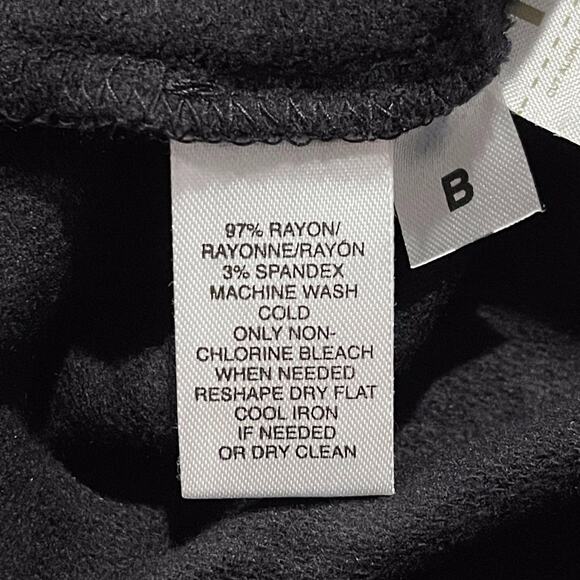 97% RAYON/
RAYONNE/RAYÓN
3% SPANDEX
MACHINE WASH
COLD
ONLY NON-
CHLORINE BLEACH
WHEN NEEDED
RESHAPE DRY FLAT
COOL IRON
IF NEEDED
OR DRY CLEAN
B